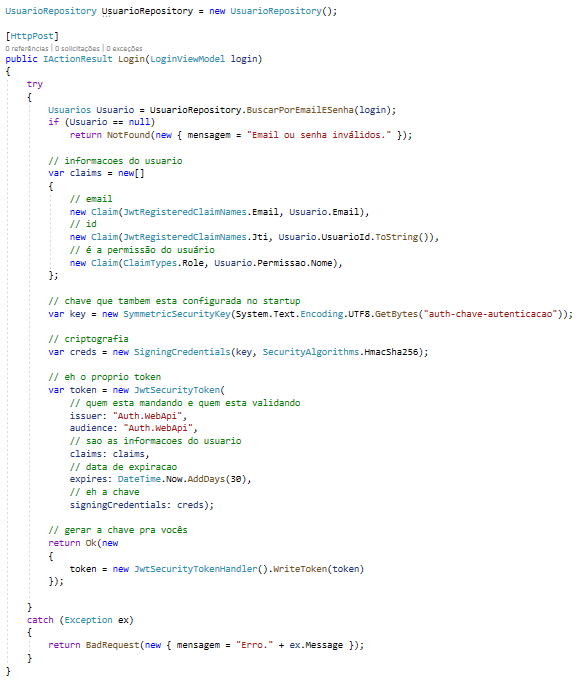 UsuarioRepository UsuarioRepository = new UsuarioRepository();
[HttpPost]
0 referências | 0 solicitações | 0 exceções
public IActionResult Login(LoginViewModel login)
{
try
{
Usuarios Usuario = UsuarioRepository.BuscarPorEmailESenha(login);
if (Usuario == null)
return NotFound(new { mensagem = "Email ou senha inválidos." });
// informacoes do usuario
var claims = new[]
{
// email
new Claim(JwtRegisteredClaimNames.Email, Usuario.Email),
// id
new Claim(JwtRegisteredClaimNames.Jti, Usuario.UsuarioId.ToString()),
// é a permissão do usuário
new Claim(ClaimTypes.Role, Usuario.Permissao.Nome),
};
// chave que tambem esta configurada no startup
var key = new SymmetricSecurityKey(System.Text.Encoding.UTF8.GetBytes("auth-chave-autenticacao"));
// criptografia
var creds = new SigningCredentials(key, SecurityAlgorithms.HmacSha256);
// eh o proprio token
var token = new JwtSecurityToken(
// quem esta mandando e quem esta validando
issuer: "Auth.WebApi",
audience: "Auth.WebApi",
// sao as informacoes do usuario
claims: claims,
// data de expiracao
expires: DateTime.Now.AddDays(30),
// eh a chave
signingCredentials: creds);
// gerar a chave pra vocês
return Ok(new
{
token = new JwtSecurityTokenHandler().WriteToken(token)
});
}
catch (Exception ex)
{
return BadRequest(new { mensagem = "Erro." + ex.Message });
}
}